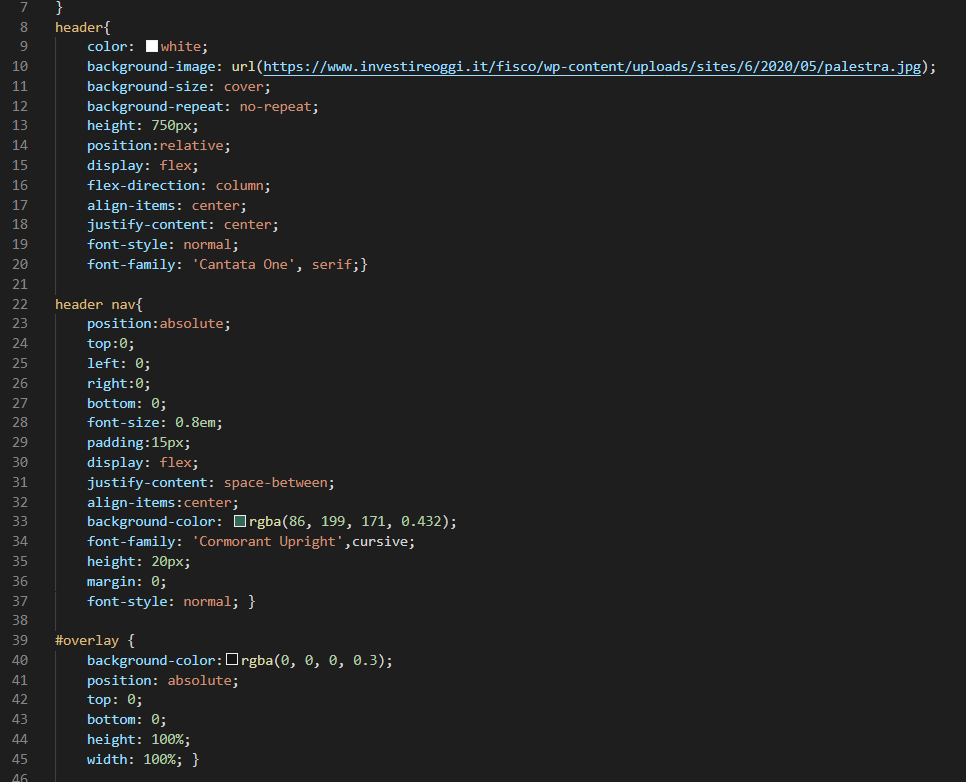 7 }
8 header{
9 color: white;
10 background-image: url(https://www.investireoggi.it/fisco/wp-content/uploads/sites/6/2020/05/palestra.jpg);
11 background-size: cover;
12 background-repeat: no-repeat;
13 height: 750px;
14 position:relative;
15 display: flex;
16 flex-direction: column;
17 align-items: center;
18 justify-content: center;
19 font-style: normal;
20 font-family: 'Cantata One', serif;}
21
22 header nav{
23 position:absolute;
24 top:0;
25 left: 0;
26 right:0;
27 bottom: 0;
28 font-size: 0.8em;
29 padding:15px;
30 display: flex;
31 justify-content: space-between;
32 align-items:center;
33 background-color: rgba(86, 199, 171, 0.432);
34 font-family: 'Cormorant Upright',cursive;
35 height: 20px;
36 margin: 0;
37 font-style: normal; }
38
39 #overlay {
40 background-color: rgba(0, 0, 0, 0.3);
41 position: absolute;
42 top: 0;
43 bottom: 0;
44 height: 100%;
45 width: 100%; }
46